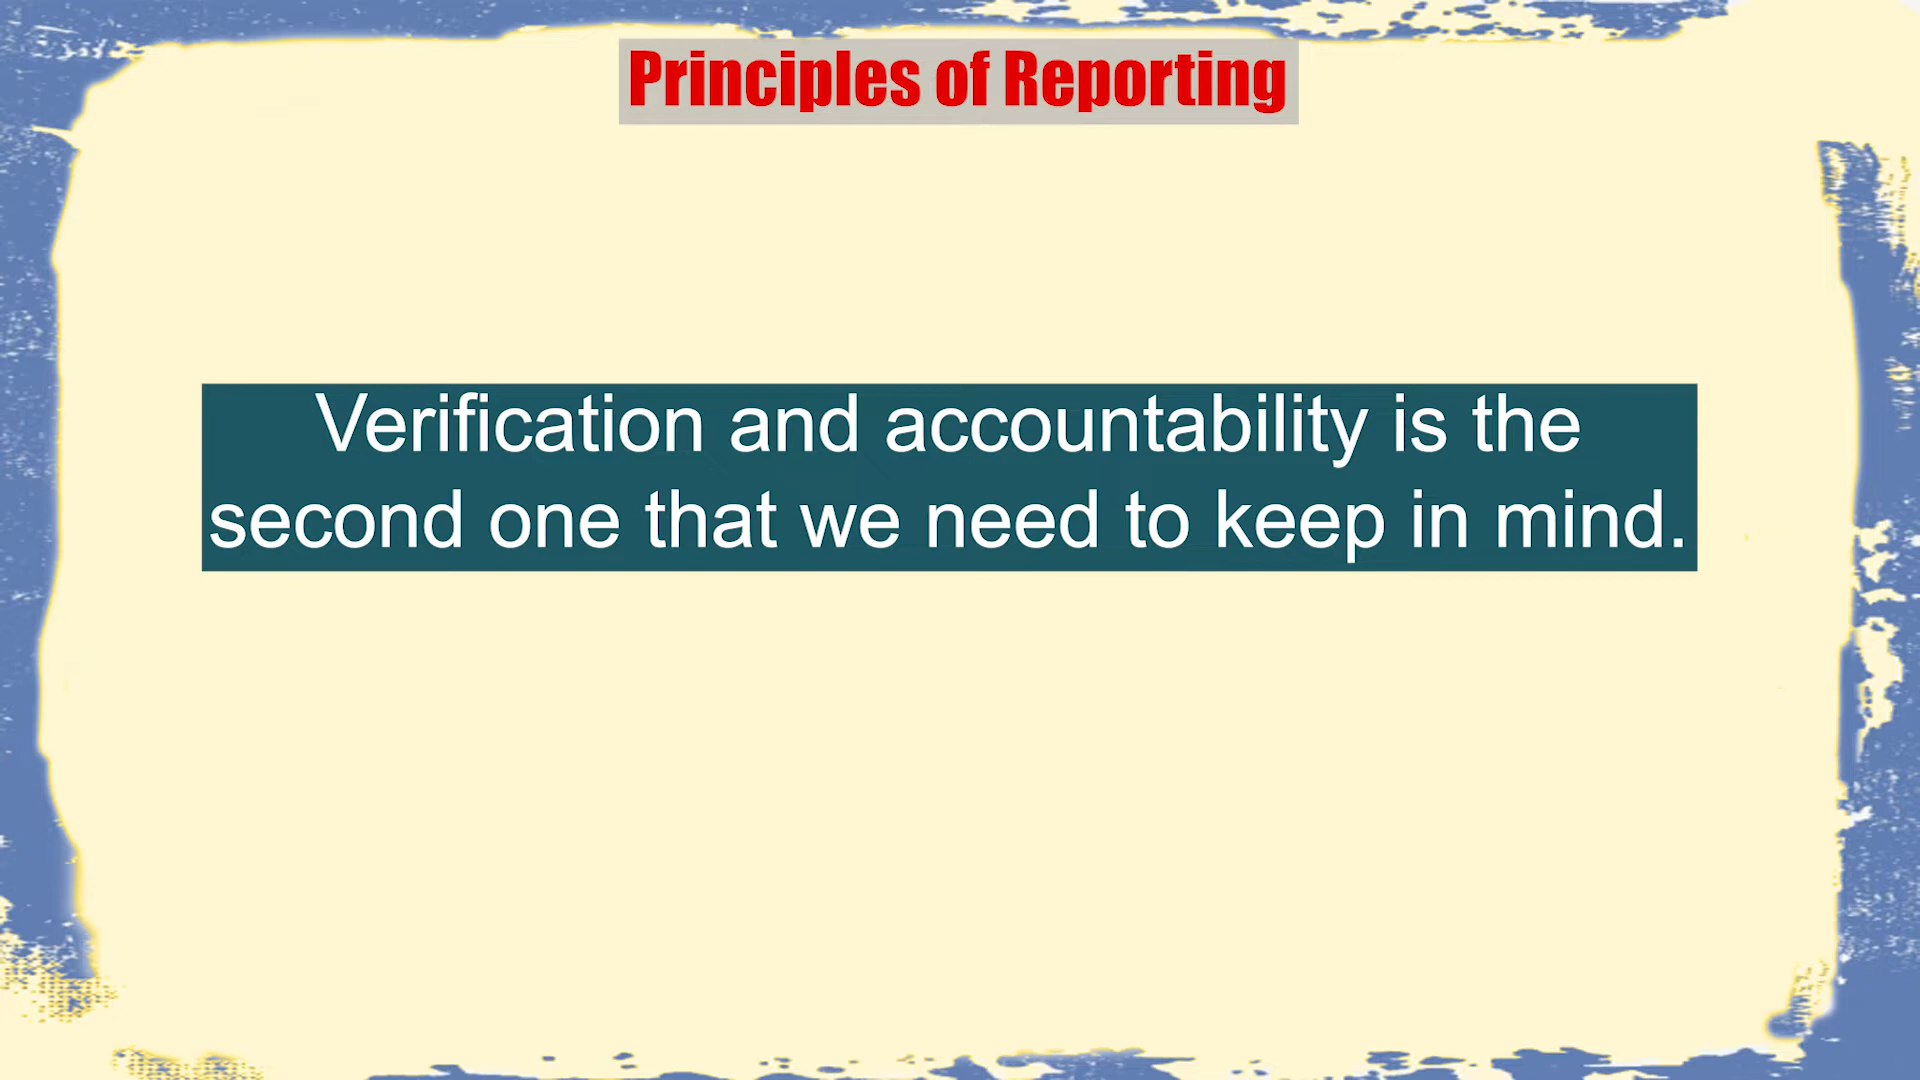 Principles of Reporting
Verification and accountability is the
second one that we need to keep in mind.